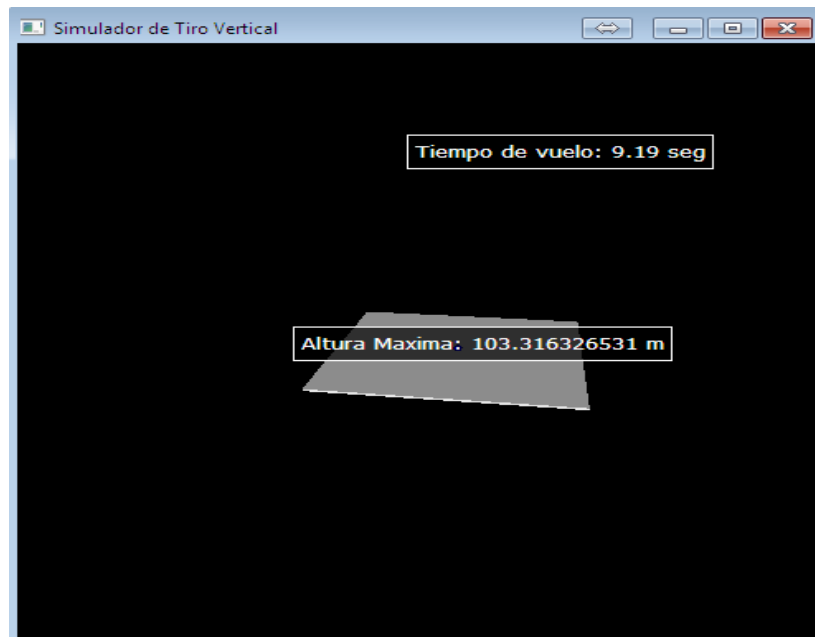 Simulador de Tiro Vertical
Tiempo de vuelo: 9.19 seg
Altura Maxima: 103.316326531 m